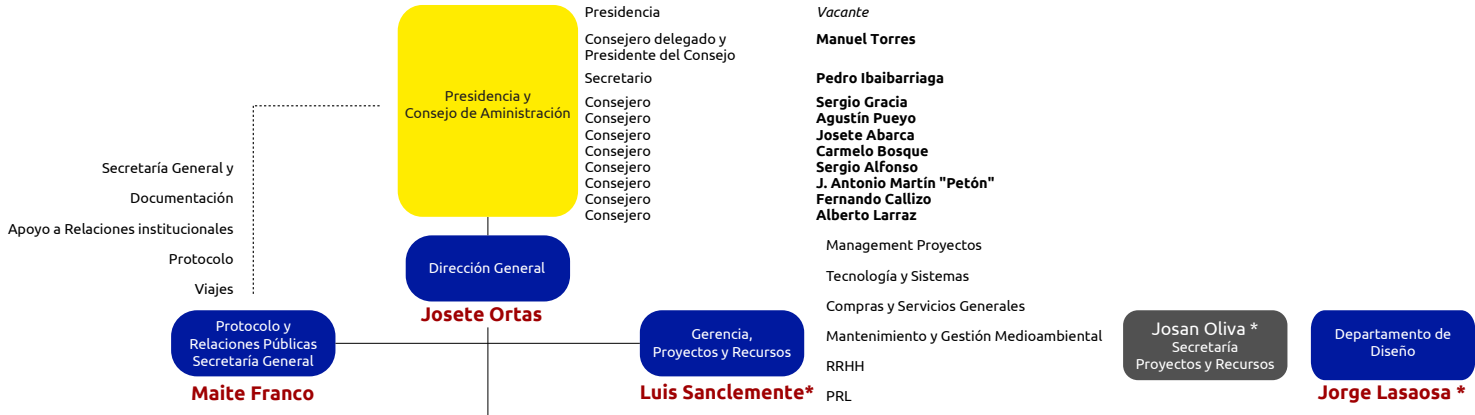 Presidencia Vacante
Consejero delegado y Manuel Torres
Presidente del Consejo
Secretario Pedro Ibaibarriaga
Consejero Sergio Gracia
Consejero Agustín Pueyo
Consejero Josete Abarca
Consejero Carmelo Bosque
Consejero Sergio Alfonso
Consejero J. Antonio Martín "Petón"
Consejero Fernando Callizo
Consejero Alberto Larraz
Presidencia y
Consejo de Aministración
Secretaría General y
Documentación
Apoyo a Relaciones institucionales
Protocolo
Viajes
Dirección General
Josete Ortas
Protocolo y
Relaciones Públicas
Secretaría General
Maite Franco
Gerencia,
Proyectos y Recursos
Luis Sanclemente*
Management Proyectos
Tecnología y Sistemas
Compras y Servicios Generales
Mantenimiento y Gestión Medioambiental
RRHH
PRL
Josan Oliva *
Secretaría
Proyectos y Recursos
Departamento de
Diseño
Jorge Lasaosa *